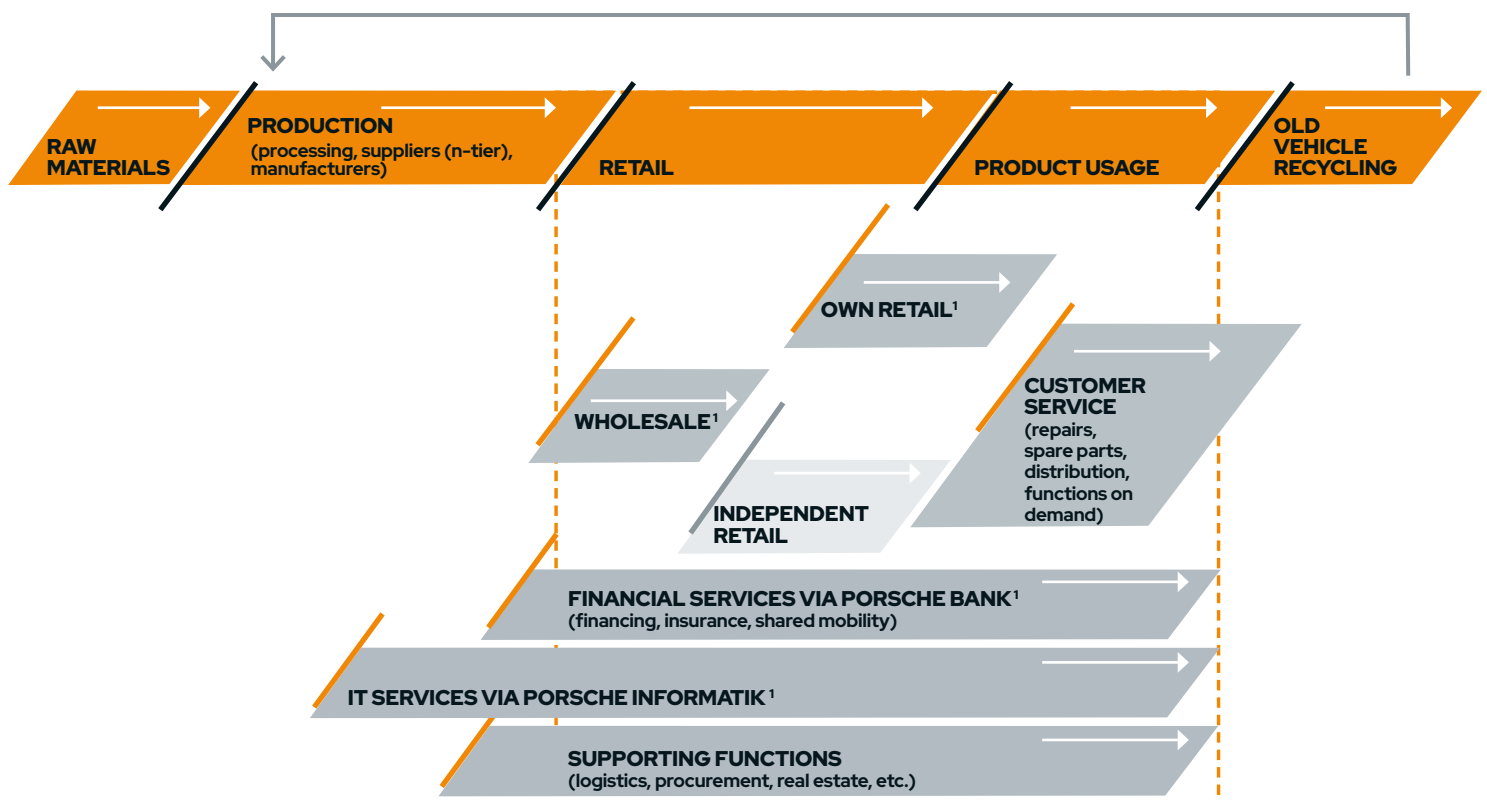 RAW
MATERIALS
PRODUCTION
(processing, suppliers (n-tier),
manufacturers)
RETAIL
PRODUCT USAGE
OLD
VEHICLE
RECYCLING
OWN RETAIL¹
WHOLESALE¹
CUSTOMER
SERVICE
(repairs,
spare parts,
distribution,
functions on
demand)
INDEPENDENT
RETAIL
FINANCIAL SERVICES VIA PORSCHE BANK¹
(financing, insurance, shared mobility)
IT SERVICES VIA PORSCHE INFORMATIK¹
SUPPORTING FUNCTIONS
(logistics, procurement, real estate, etc.)